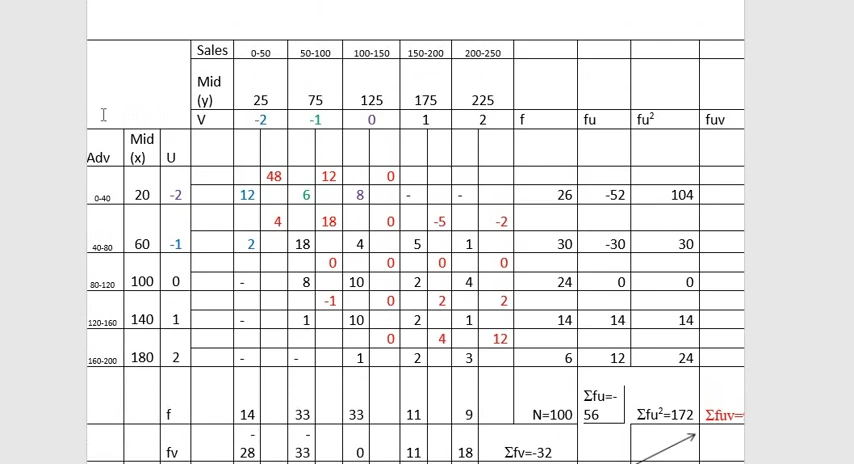 Sales 0-50 50-100 100-150 150-200 200-250
Mid
(y) 25 75 125 175 225
V -2 -1 0 1 2 f fu fu² fuv
Mid
Adv (x) U
48 12 0
0-40 20 -2 12 6 8 - - 26 -52 104
4 18 0 -5 -2
40-80 60 -1 2 18 4 5 1 30 -30 30
0 0 0 0
80-120 100 0 - 8 10 2 4 24 0 0
-1 0 2 2
120-160 140 1 - 1 10 2 1 14 14 14
0 4 12
160-200 180 2 - - 1 2 3 6 12 24
Σfu=-
f 14 33 33 11 9 N=100 56 Σfu²=172 Σfuv=
- -
fv 28 33 0 11 18 Σfv=-32